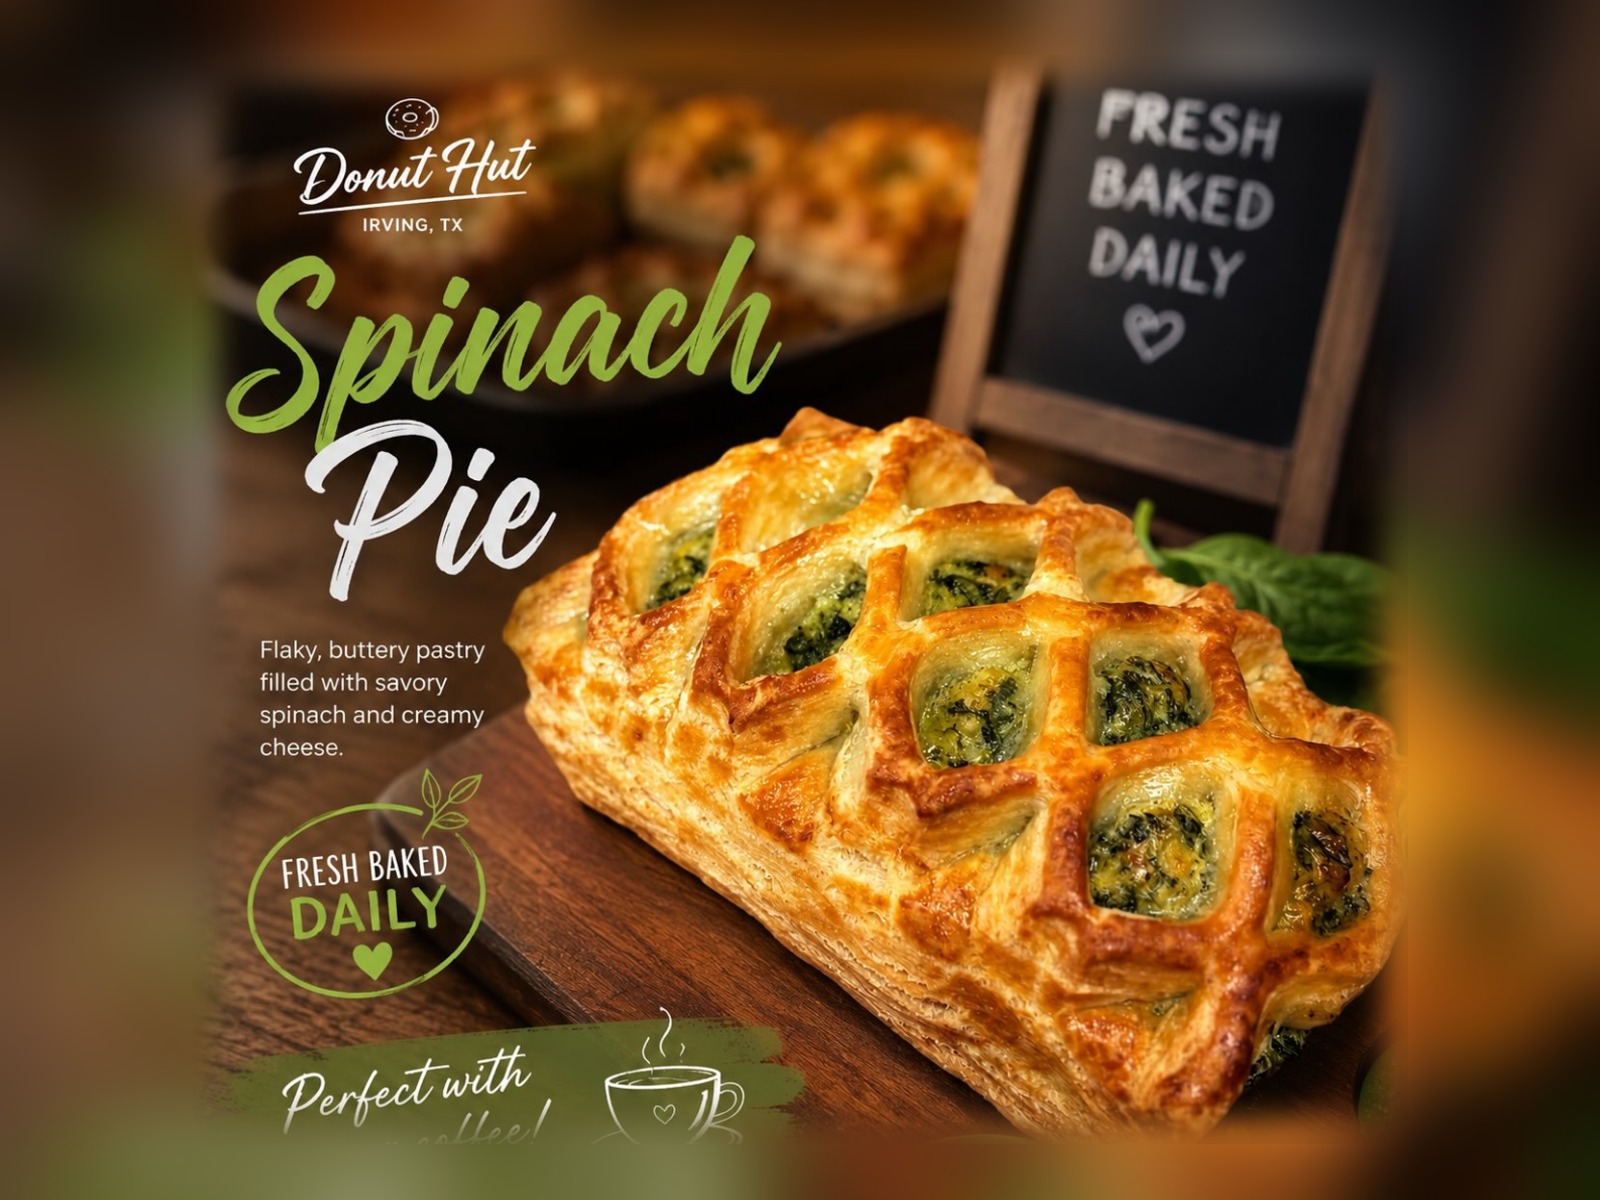 Donut Hut
IRVING, TX
Spinach
Pie
Flaky, buttery pastry
filled with savory
spinach and creamy
cheese.
FRESH BAKED
DAILY
Perfect with
coffee!
FRESH
BAKED
DAILY